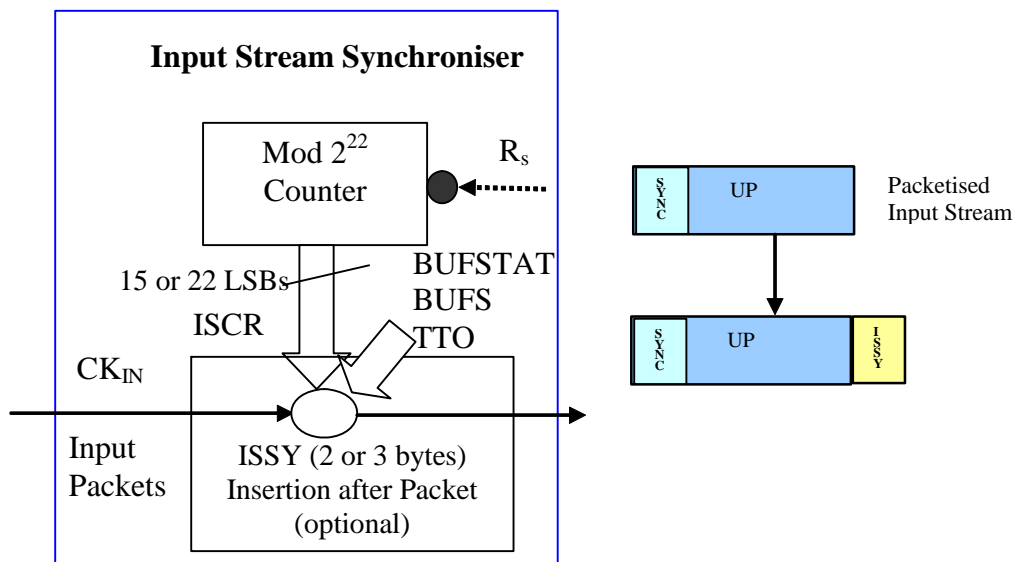 Input Stream Synchroniser
Mod 2^22
Counter
R_s
15 or 22 LSBs
ISCR
BUFSTAT
BUFS
TTO
CK_IN
Input
Packets
ISSY (2 or 3 bytes)
Insertion after Packet
(optional)
SYNC
UP
Packetised
Input Stream
SYNC
UP
ISSY